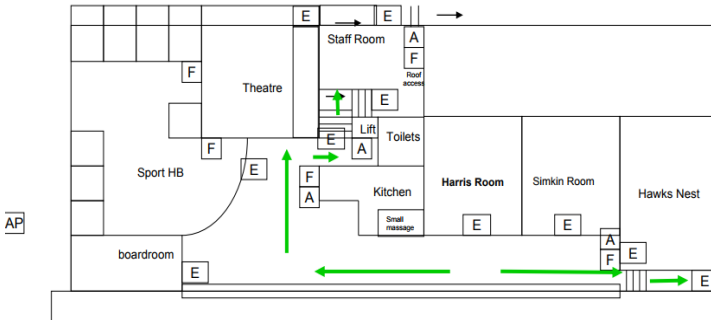 E
E
Staff Room
A
F
F
Roof
access
Theatre
E
Lift
E
Toilets
F
A
E
Sport HB
F
Kitchen
Harris Room
Simkin Room
Hawks Nest
A
AP
Small
massage
E
E
A
boardroom
E
F
E
E